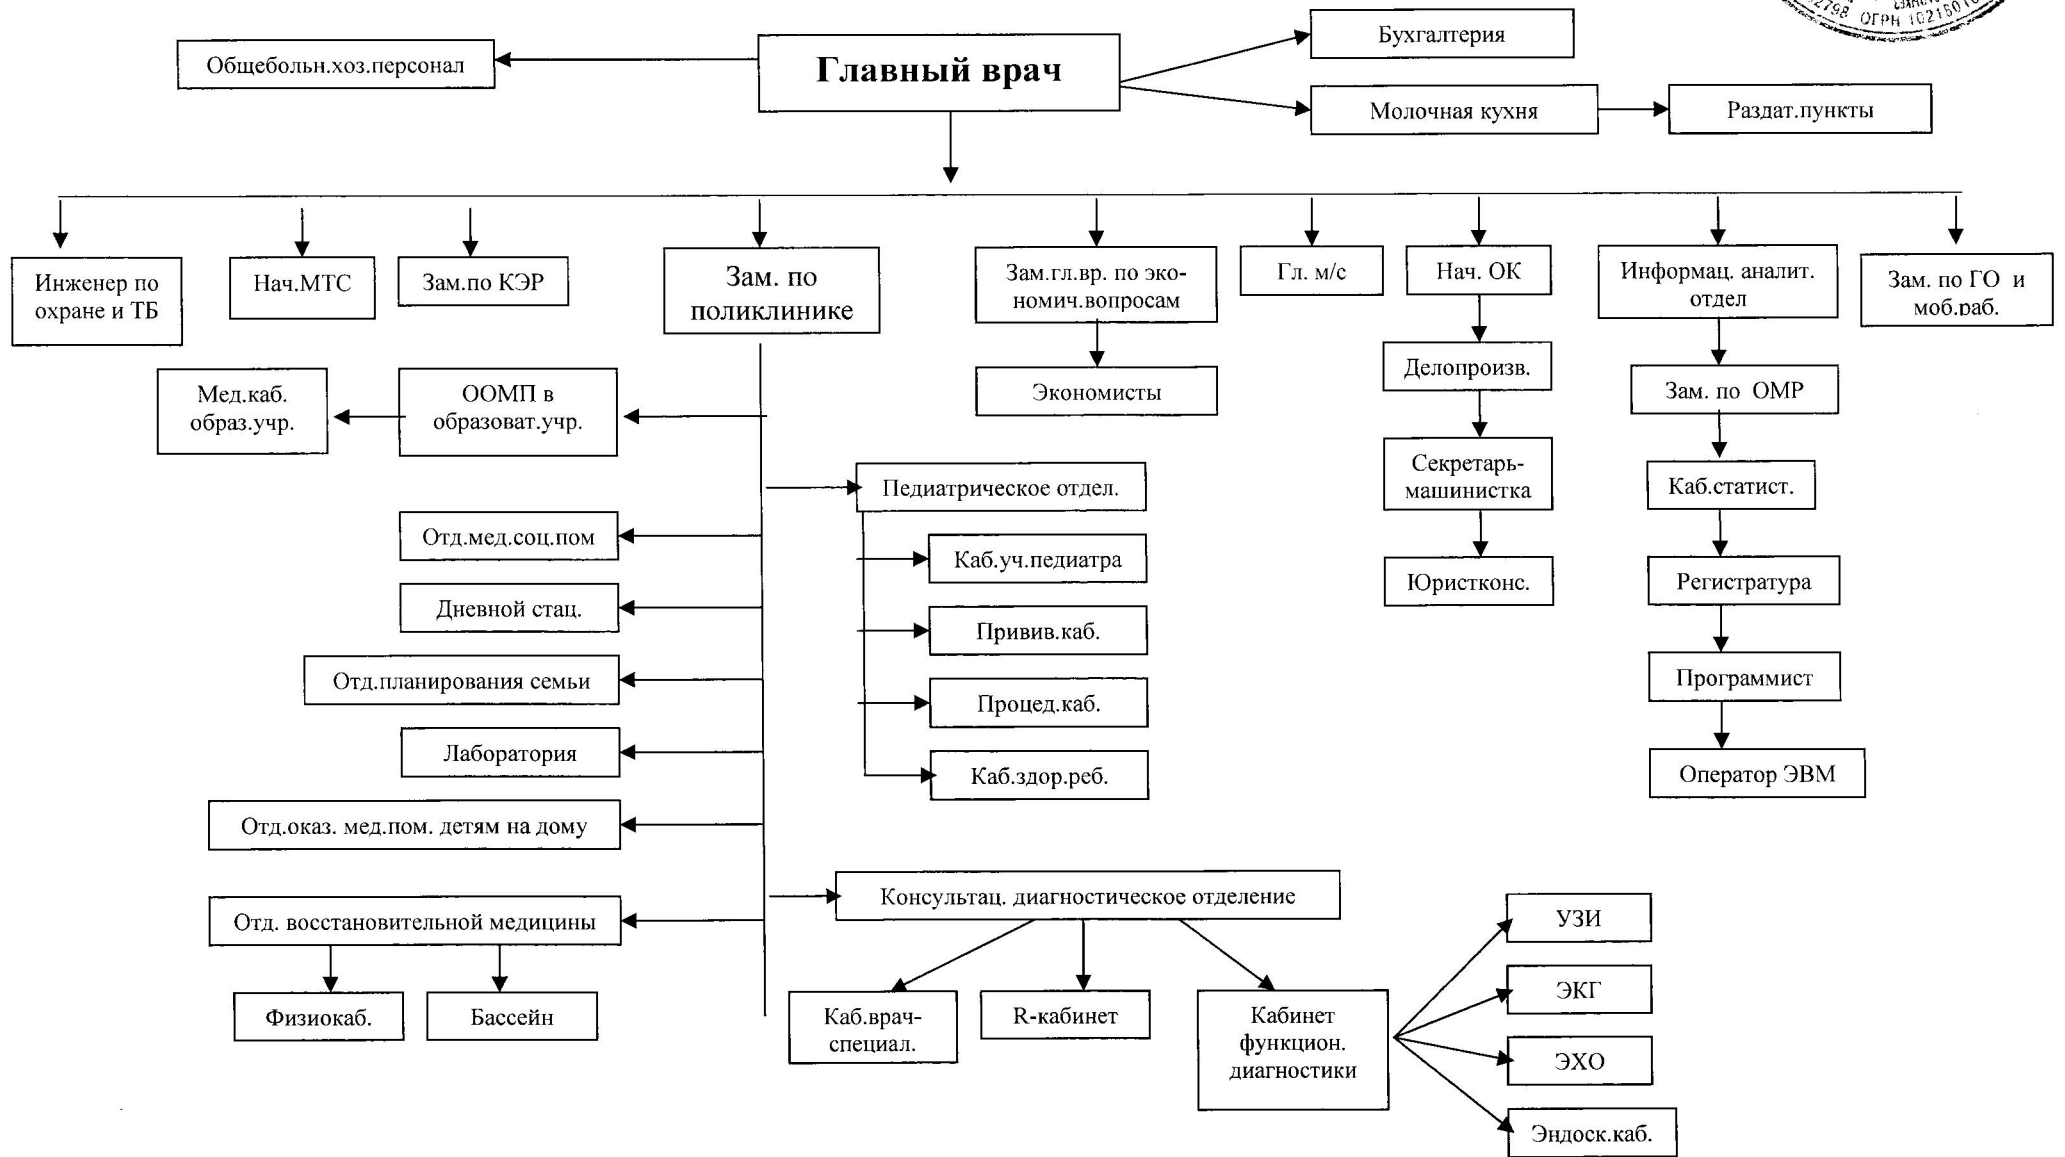 Бухгалтерия
Общебольн.хоз.персонал
Главный врач
Молочная кухня
Раздат.пункты
Инженер по
охране и ТБ
Нач.МТС
Зам.по КЭР
Зам. по
поликлинике
Зам.гл.вр. по эко-
номич.вопросам
Гл. м/с
Нач. ОК
Информац. аналит.
отдел
Зам. по ГО и
моб.раб.
Мед.каб.
образ.учр.
ООМП в
образоват.учр.
Экономисты
Делопроизв.
Зам. по ОМР
Педиатрическое отдел.
Секретарь-
машинистка
Каб.статист.
Отд.мед.соц.пом
Каб.уч.педиатра
Юристконс.
Регистратура
Дневной стац.
Привив.каб.
Отд.планирования семьи
Процед.каб.
Программист
Лаборатория
Каб.здор.реб.
Оператор ЭВМ
Отд.оказ. мед.пом. детям на дому
Отд. восстановительной медицины
Консультац. диагностическое отделение
УЗИ
Физиокаб.
Бассейн
Каб.врач-
специал.
R-кабинет
Кабинет
функцион.
диагностики
ЭКГ
ЭХО
Эндоск.каб.
ОГРН